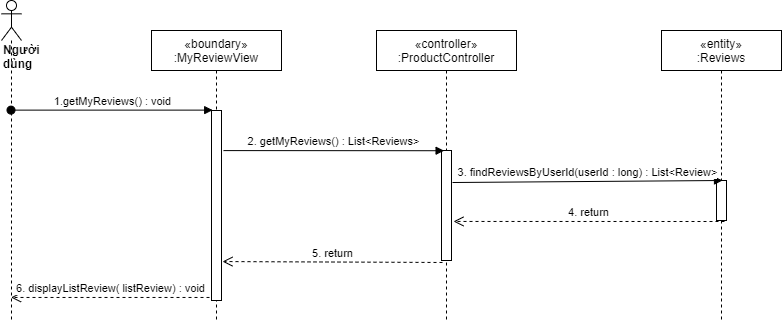 Người
dùng
«boundary»
:MyReviewView
«controller»
:ProductController
«entity»
:Reviews
1.getMyReviews() : void
2. getMyReviews() : List<Reviews>
3. findReviewsByUserId(userId : long) : List<Review>
4. return
5. return
6. displayListReview( listReview) : void